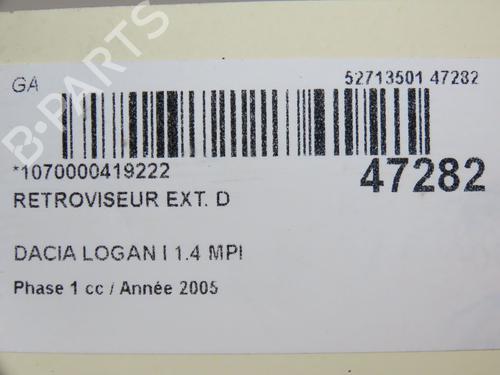 GA 52713501 47282
*1070000419222 47282
RETROVISEUR EXT. D
DACIA LOGAN I 1.4 MPI
Phase 1 cc / Année 2005
B-PARTS